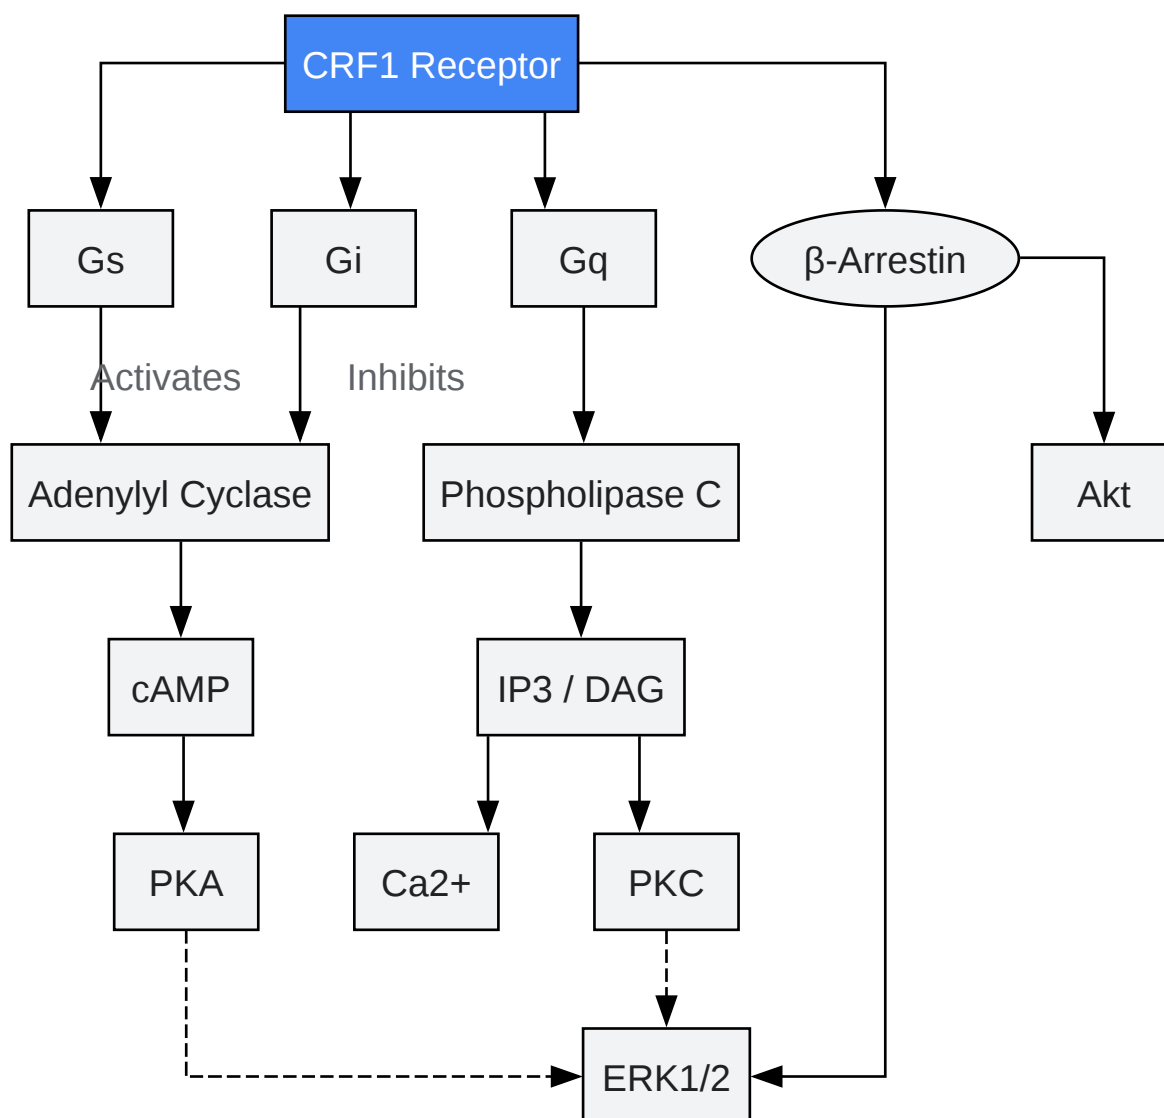 CRF1 Receptor
Gs
Gi
Gq
β-Arrestin
Activates
Inhibits
Adenylyl Cyclase
Phospholipase C
Akt
cAMP
IP3 / DAG
PKA
Ca2+
PKC
ERK1/2